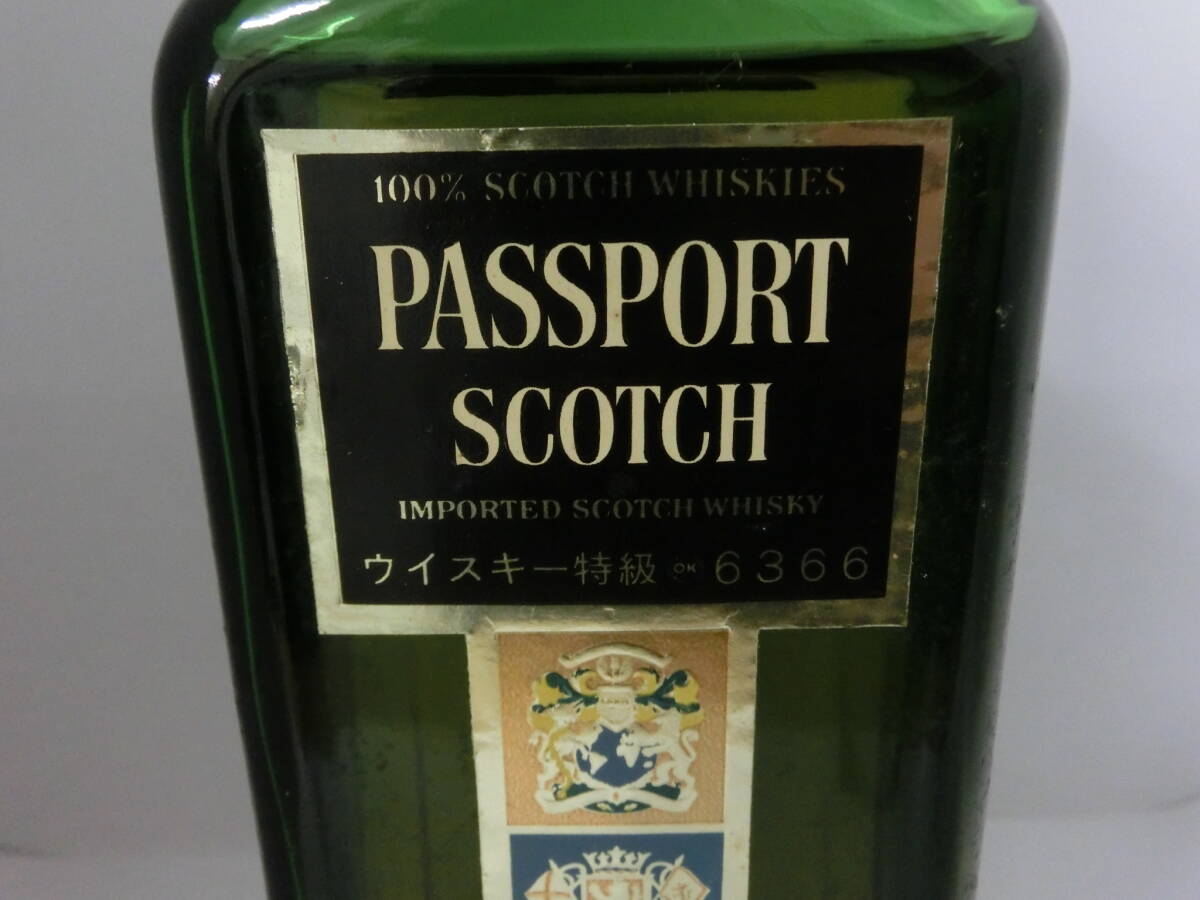 100% SCOTCH WHISKIES
PASSPORT
SCOTCH
IMPORTED SCOTCH WHISKY
ウイスキー特級 OK 6366